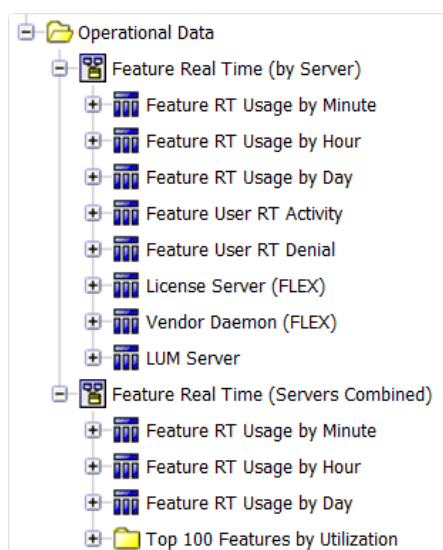 Operational Data
Feature Real Time (by Server)
Feature RT Usage by Minute
Feature RT Usage by Hour
Feature RT Usage by Day
Feature User RT Activity
Feature User RT Denial
License Server (FLEX)
Vendor Daemon (FLEX)
LUM Server
Feature Real Time (Servers Combined)
Feature RT Usage by Minute
Feature RT Usage by Hour
Feature RT Usage by Day
Top 100 Features by Utilization